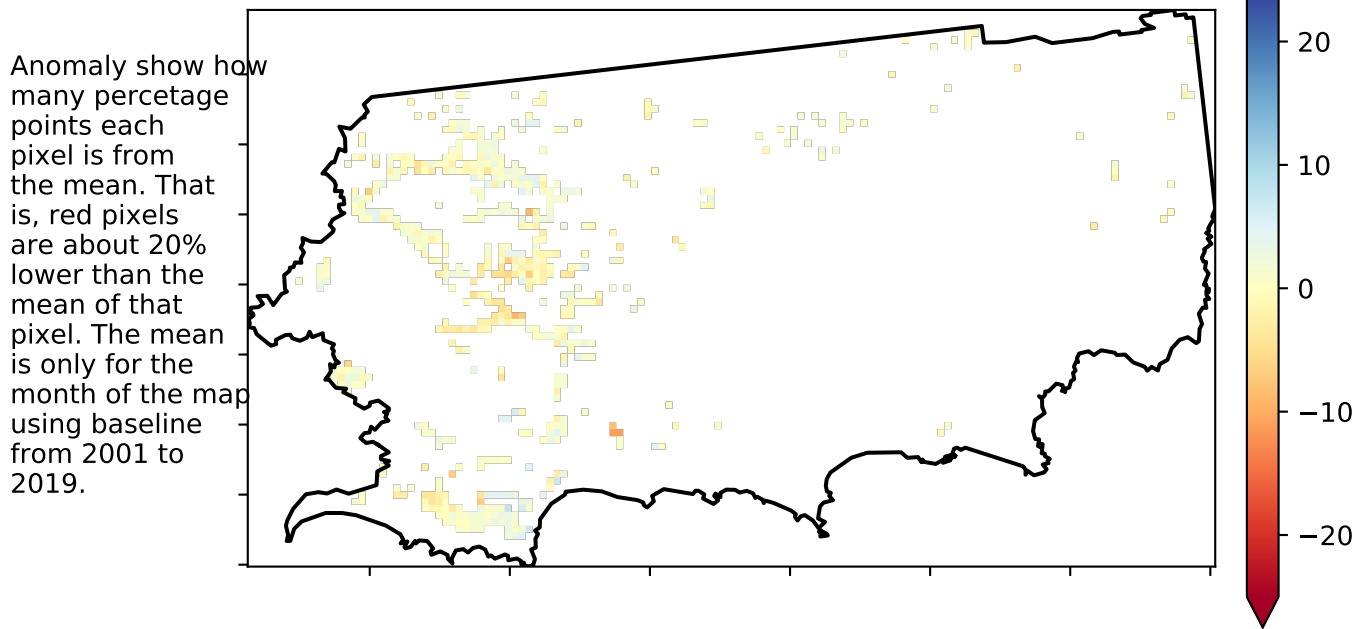 Anomaly show how
many percetage
points each
pixel is from
the mean. That
is, red pixels
are about 20%
lower than the
mean of that
pixel. The mean
is only for the
month of the map
using baseline
from 2001 to
2019.
20
10
0
−10
−20